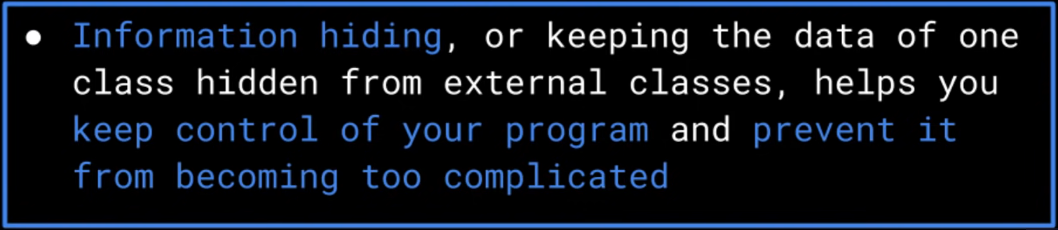 ● Information hiding, or keeping the data of one
class hidden from external classes, helps you
keep control of your program and prevent it
from becoming too complicated